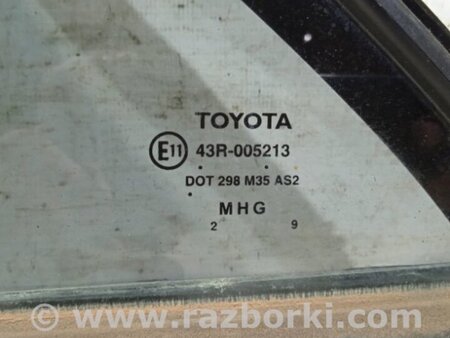 TOYOTA
E11 43R-005213
DOT 298 M35 AS2
MHG
2 9
www.razborki.com